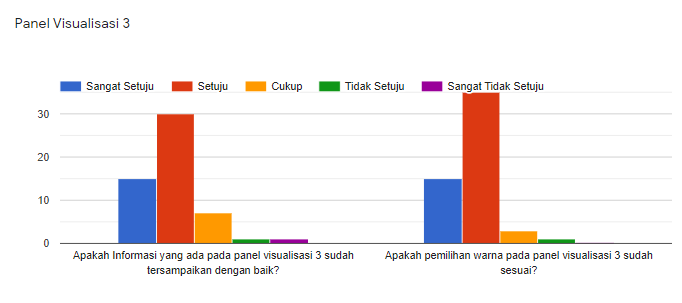 Panel Visualisasi 3
Sangat Setuju Setuju Cukup Tidak Setuju Sangat Tidak Setuju
30
20
10
0
Apakah Informasi yang ada pada panel visualisasi 3 sudah
tersampaikan dengan baik?
Apakah pemilihan warna pada panel visualisasi 3 sudah
sesuai?